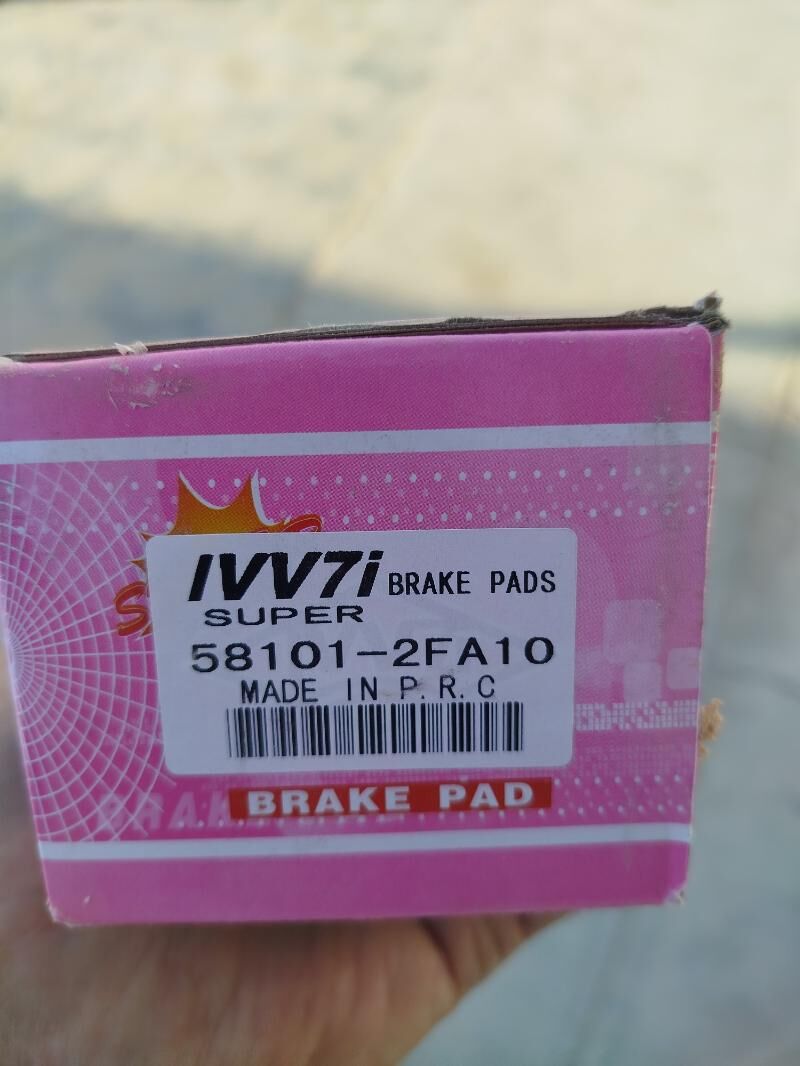 IVV7i BRAKE PADS
SUPER
58101-2FA10
MADE IN P.R.C
BRAKE PAD